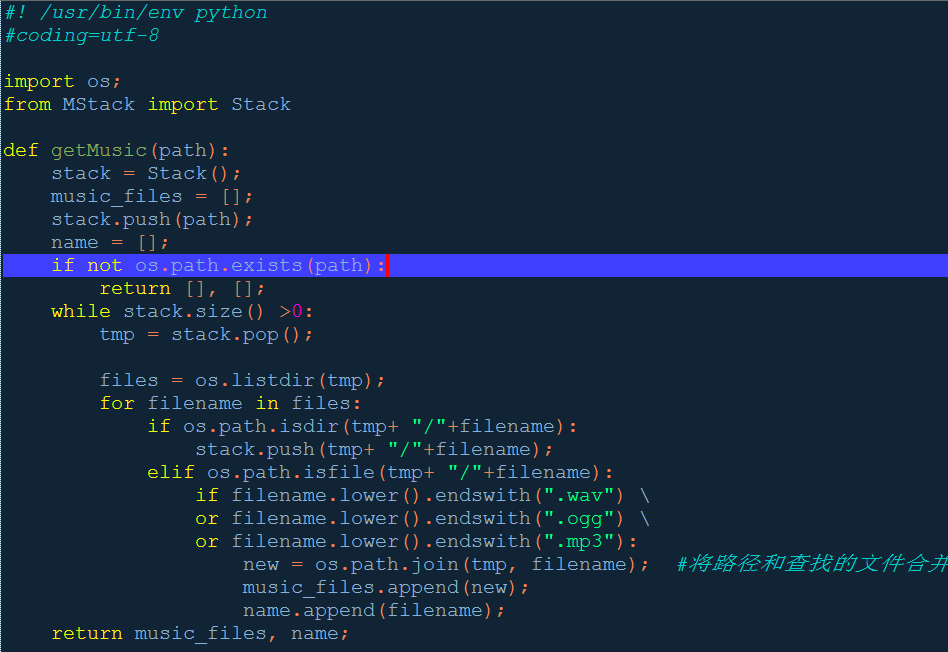 #! /usr/bin/env python
#coding=utf-8
import os;
from MStack import Stack
def getMusic(path):
stack = Stack();
music_files = [];
stack.push(path);
name = [];
if not os.path.exists(path):
return [], [];
while stack.size() >0:
tmp = stack.pop();
files = os.listdir(tmp);
for filename in files:
if os.path.isdir(tmp+ "/"+filename):
stack.push(tmp+ "/"+filename);
elif os.path.isfile(tmp+ "/"+filename):
if filename.lower().endswith(".wav") \
or filename.lower().endswith(".ogg") \
or filename.lower().endswith(".mp3"):
new = os.path.join(tmp, filename); #将路径和查找的文件合并
music_files.append(new);
name.append(filename);
return music_files, name;